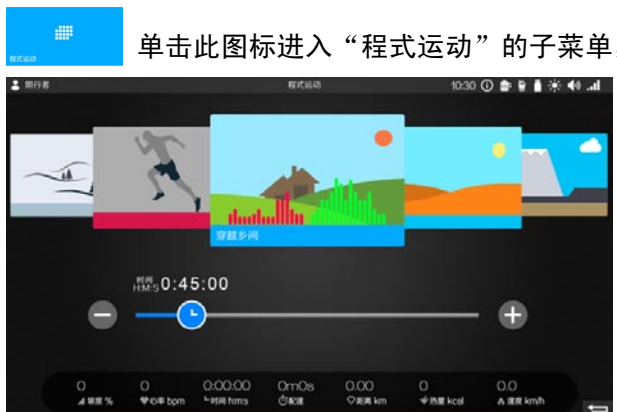 程式运动
单击此图标进入“程式运动”的子菜单
朗行者
程式运动
10:30
穿越乡间
时间
H:M:S 0:45:00
0 0 0:00:00 0m0s 0.00 0 0.0
坡度 % 心率 bpm 时间 h:m:s 配速 距离 km 热量 kcal 速度 km/h